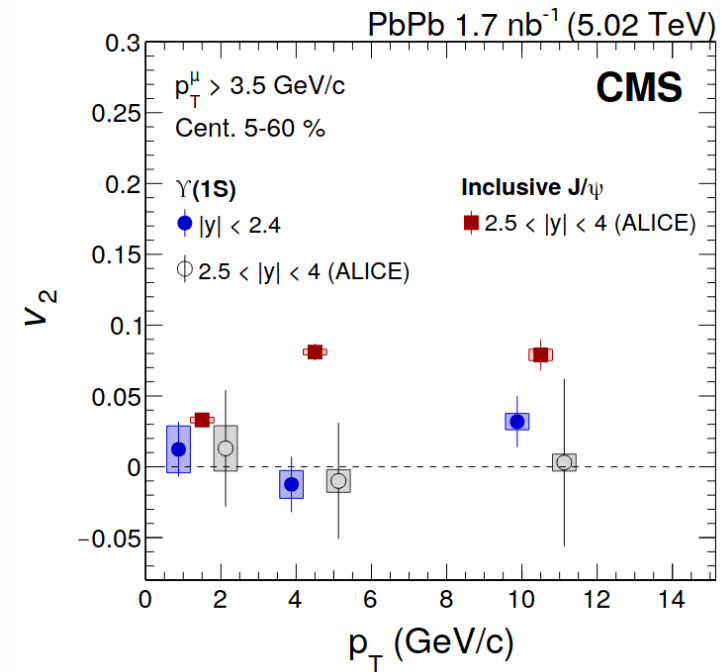 PbPb 1.7 nb⁻¹ (5.02 TeV)
CMS
p_T^μ > 3.5 GeV/c
Cent. 5-60 %
ϒ(1S)
|y| < 2.4
2.5 < |y| < 4 (ALICE)
Inclusive J/ψ
2.5 < |y| < 4 (ALICE)
v₂
0.3
0.25
0.2
0.15
0.1
0.05
0
−0.05
0 2 4 6 8 10 12 14
p_T (GeV/c)